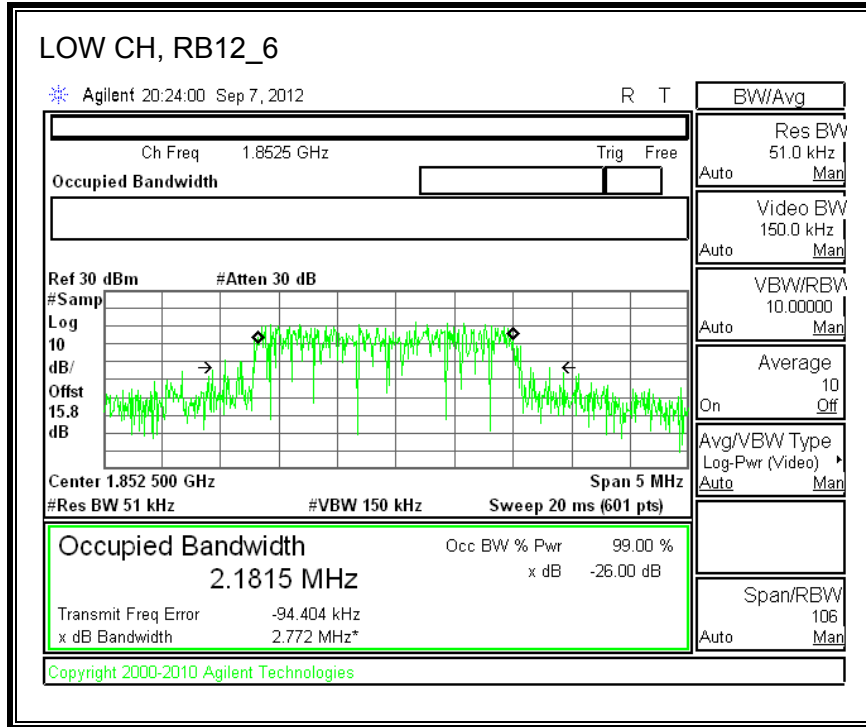 LOW CH, RB12_6
Agilent 20:24:00 Sep 7, 2012 R T
Ch Freq 1.8525 GHz Trig Free
Occupied Bandwidth
Ref 30 dBm #Atten 30 dB
#Samp
Log
10
dB/
Offst
15.8
dB
Center 1.852 500 GHz Span 5 MHz
#Res BW 51 kHz #VBW 150 kHz Sweep 20 ms (601 pts)
Occupied Bandwidth Occ BW % Pwr 99.00 %
2.1815 MHz x dB -26.00 dB
Transmit Freq Error -94.404 kHz
x dB Bandwidth 2.772 MHz*
Copyright 2000-2010 Agilent Technologies
BW/Avg
Res BW
51.0 kHz
Auto Man
Video BW
150.0 kHz
Auto Man
VBW/RBW
10.00000
Auto Man
Average
10
On Off
Avg/VBW Type
Log-Pwr (Video)
Auto Man
Span/RBW
106
Auto Man